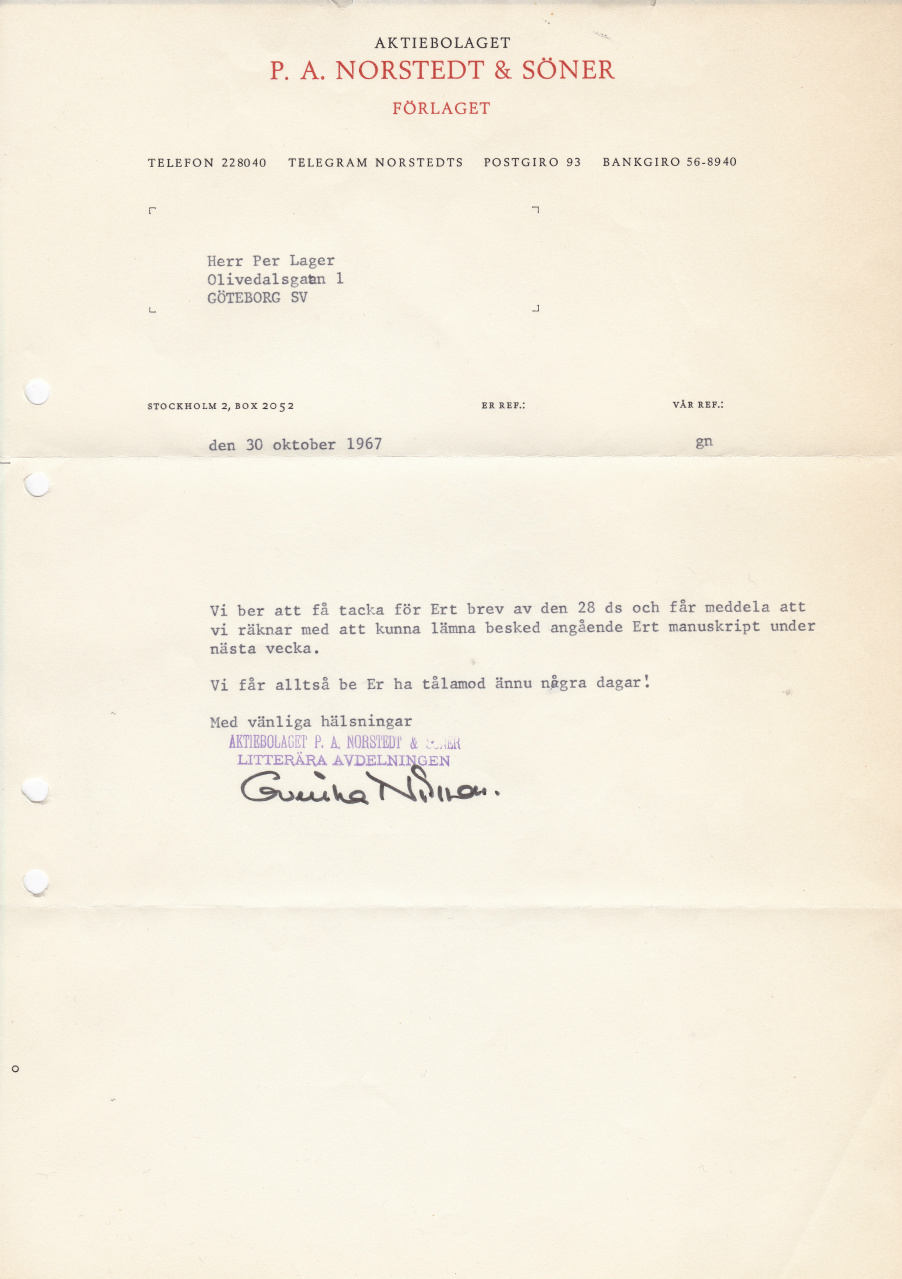 AKTIEBOLAGET
P. A. NORSTEDT & SÖNER
FÖRLAGET
TELEFON 228040 TELEGRAM NORSTEDTS POSTGIRO 93 BANKGIRO 56-8940
Herr Per Lager
Olivedalsgatan 1
GÖTEBORG SV
STOCKHOLM 2, BOX 2052 ER REF.: VÅR REF.:
den 30 oktober 1967 gn
Vi ber att få tacka för Ert brev av den 28 ds och får meddela att
vi räknar med att kunna lämna besked angående Ert manuskript under
nästa vecka.
Vi får alltså be Er ha tålamod ännu några dagar!
Med vänliga hälsningar
AKTIEBOLAGET P. A. NORSTEDT & SÖNER
LITTERÄRA AVDELNINGEN